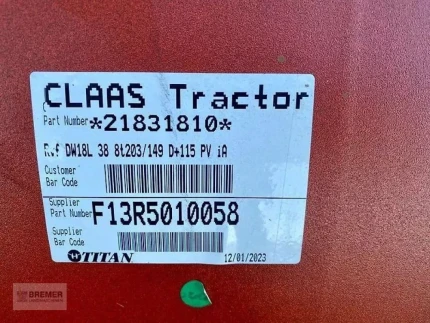 CLAAS Tractor
Part Number *21831810*
Ref DW18L 38 8t203/149 D+115 PV iA
Customer
Bar Code
Supplier
Part Number F13R5010058
Supplier
Bar Code
TITAN 12/01/2023
BREMER